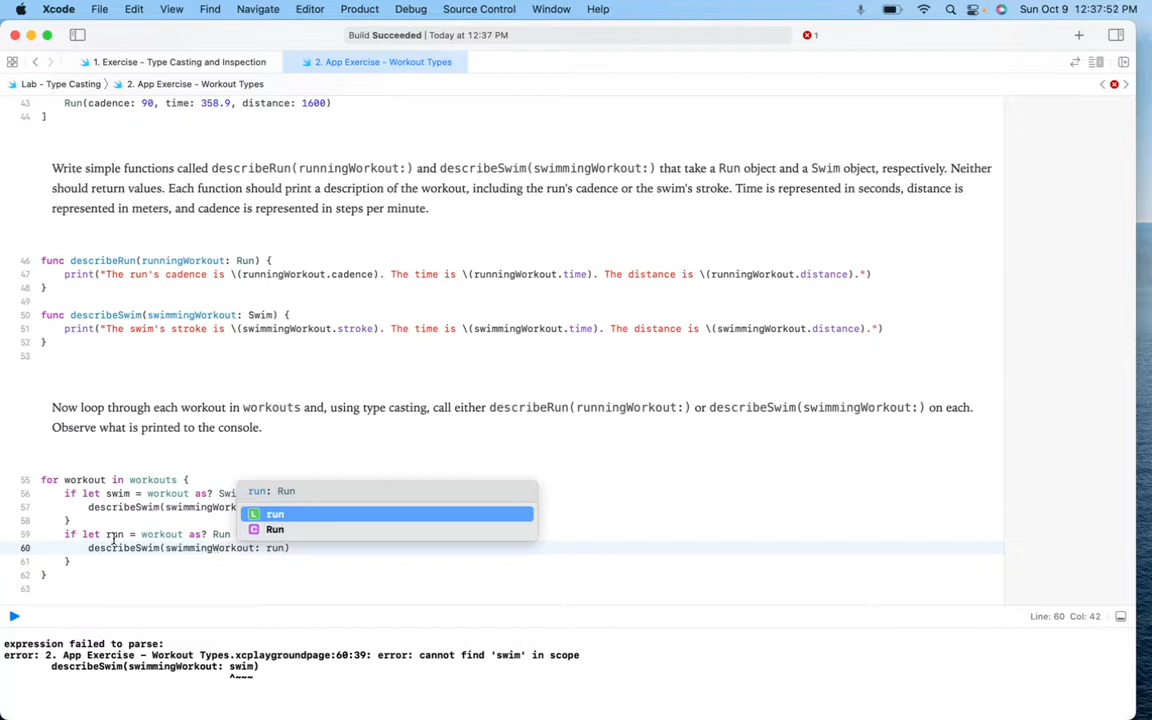 Xcode File Edit View Find Navigate Editor Product Debug Source Control Window Help Sun Oct 9 12:37:52 PM
Build Succeeded | Today at 12:37 PM 1
1. Exercise - Type Casting and Inspection 2. App Exercise - Workout Types
Lab - Type Casting 2. App Exercise - Workout Types
43 Run(cadence: 90, time: 358.9, distance: 1600)
44 ]
Write simple functions called describeRun(runningWorkout:) and describeSwim(swimmingWorkout:) that take a Run object and a Swim object, respectively. Neither
should return values. Each function should print a description of the workout, including the run's cadence or the swim's stroke. Time is represented in seconds, distance is
represented in meters, and cadence is represented in steps per minute.
46 func describeRun(runningWorkout: Run) {
47 print("The run's cadence is \(runningWorkout.cadence). The time is \(runningWorkout.time). The distance is \(runningWorkout.distance).")
48 }
49
50 func describeSwim(swimmingWorkout: Swim) {
51 print("The swim's stroke is \(swimmingWorkout.stroke). The time is \(swimmingWorkout.time). The distance is \(swimmingWorkout.distance).")
52 }
53
Now loop through each workout in workouts and, using type casting, call either describeRun(runningWorkout:) or describeSwim(swimmingWorkout:) on each.
Observe what is printed to the console.
55 for workout in workouts {
56 if let swim = workout as? Swi
57 describeSwim(swimmingWork
58 }
59 if let run = workout as? Run
60 describeSwim(swimmingWorkout: run)
61 }
62 }
63
run: Run
L run
C Run
Line: 60 Col: 42
expression failed to parse:
error: 2. App Exercise - Workout Types.xcplaygroundpage:60:39: error: cannot find 'swim' in scope
describeSwim(swimmingWorkout: swim)
^~~~